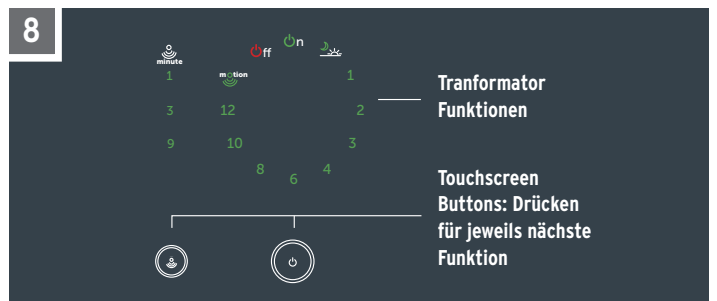 8
Off On
minute
1 motion 1
3 12 2
9 10 3
8 6 4
Tranformator
Funktionen
Touchscreen
Buttons: Drücken
für jeweils nächste
Funktion